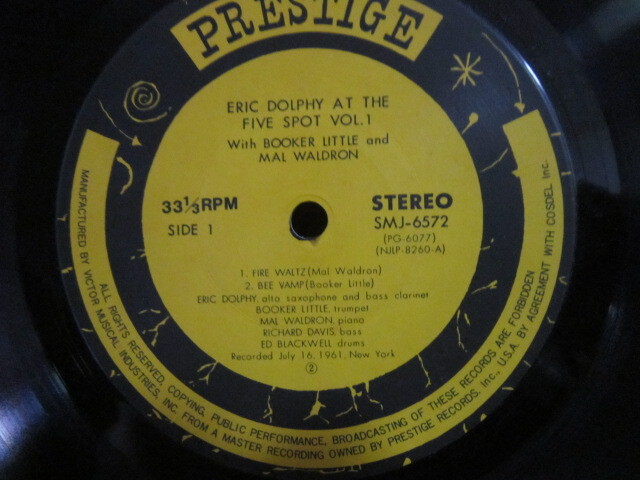 PRESTIGE
ERIC DOLPHY AT THE
FIVE SPOT VOL.1
With BOOKER LITTLE and
MAL WALDRON
33⅓RPM
SIDE 1
STEREO
SMJ-6572
(PG-6077)
(NJLP-8260-A)
1. FIRE WALTZ(Mal Waldron)
2. BEE VAMP(Booker Little)
ERIC DOLPHY, alto saxophone and bass clarinet
BOOKER LITTLE, trumpet
MAL WALDRON, piano
RICHARD DAVIS, bass
ED BLACKWELL drums
Recorded July 16, 1961, New York
②
ALL RIGHTS RESERVED, COPYING, PUBLIC PERFORMANCE, BROADCASTING OF THESE RECORDS ARE FORBIDDEN
MANUFACTURED BY VICTOR MUSICAL INDUSTRIES, INC. FROM A MASTER RECORDING OWNED BY PRESTIGE RECORDS. Inc., U.S.A. BY AGREEMENT WITH COSDEL Inc.